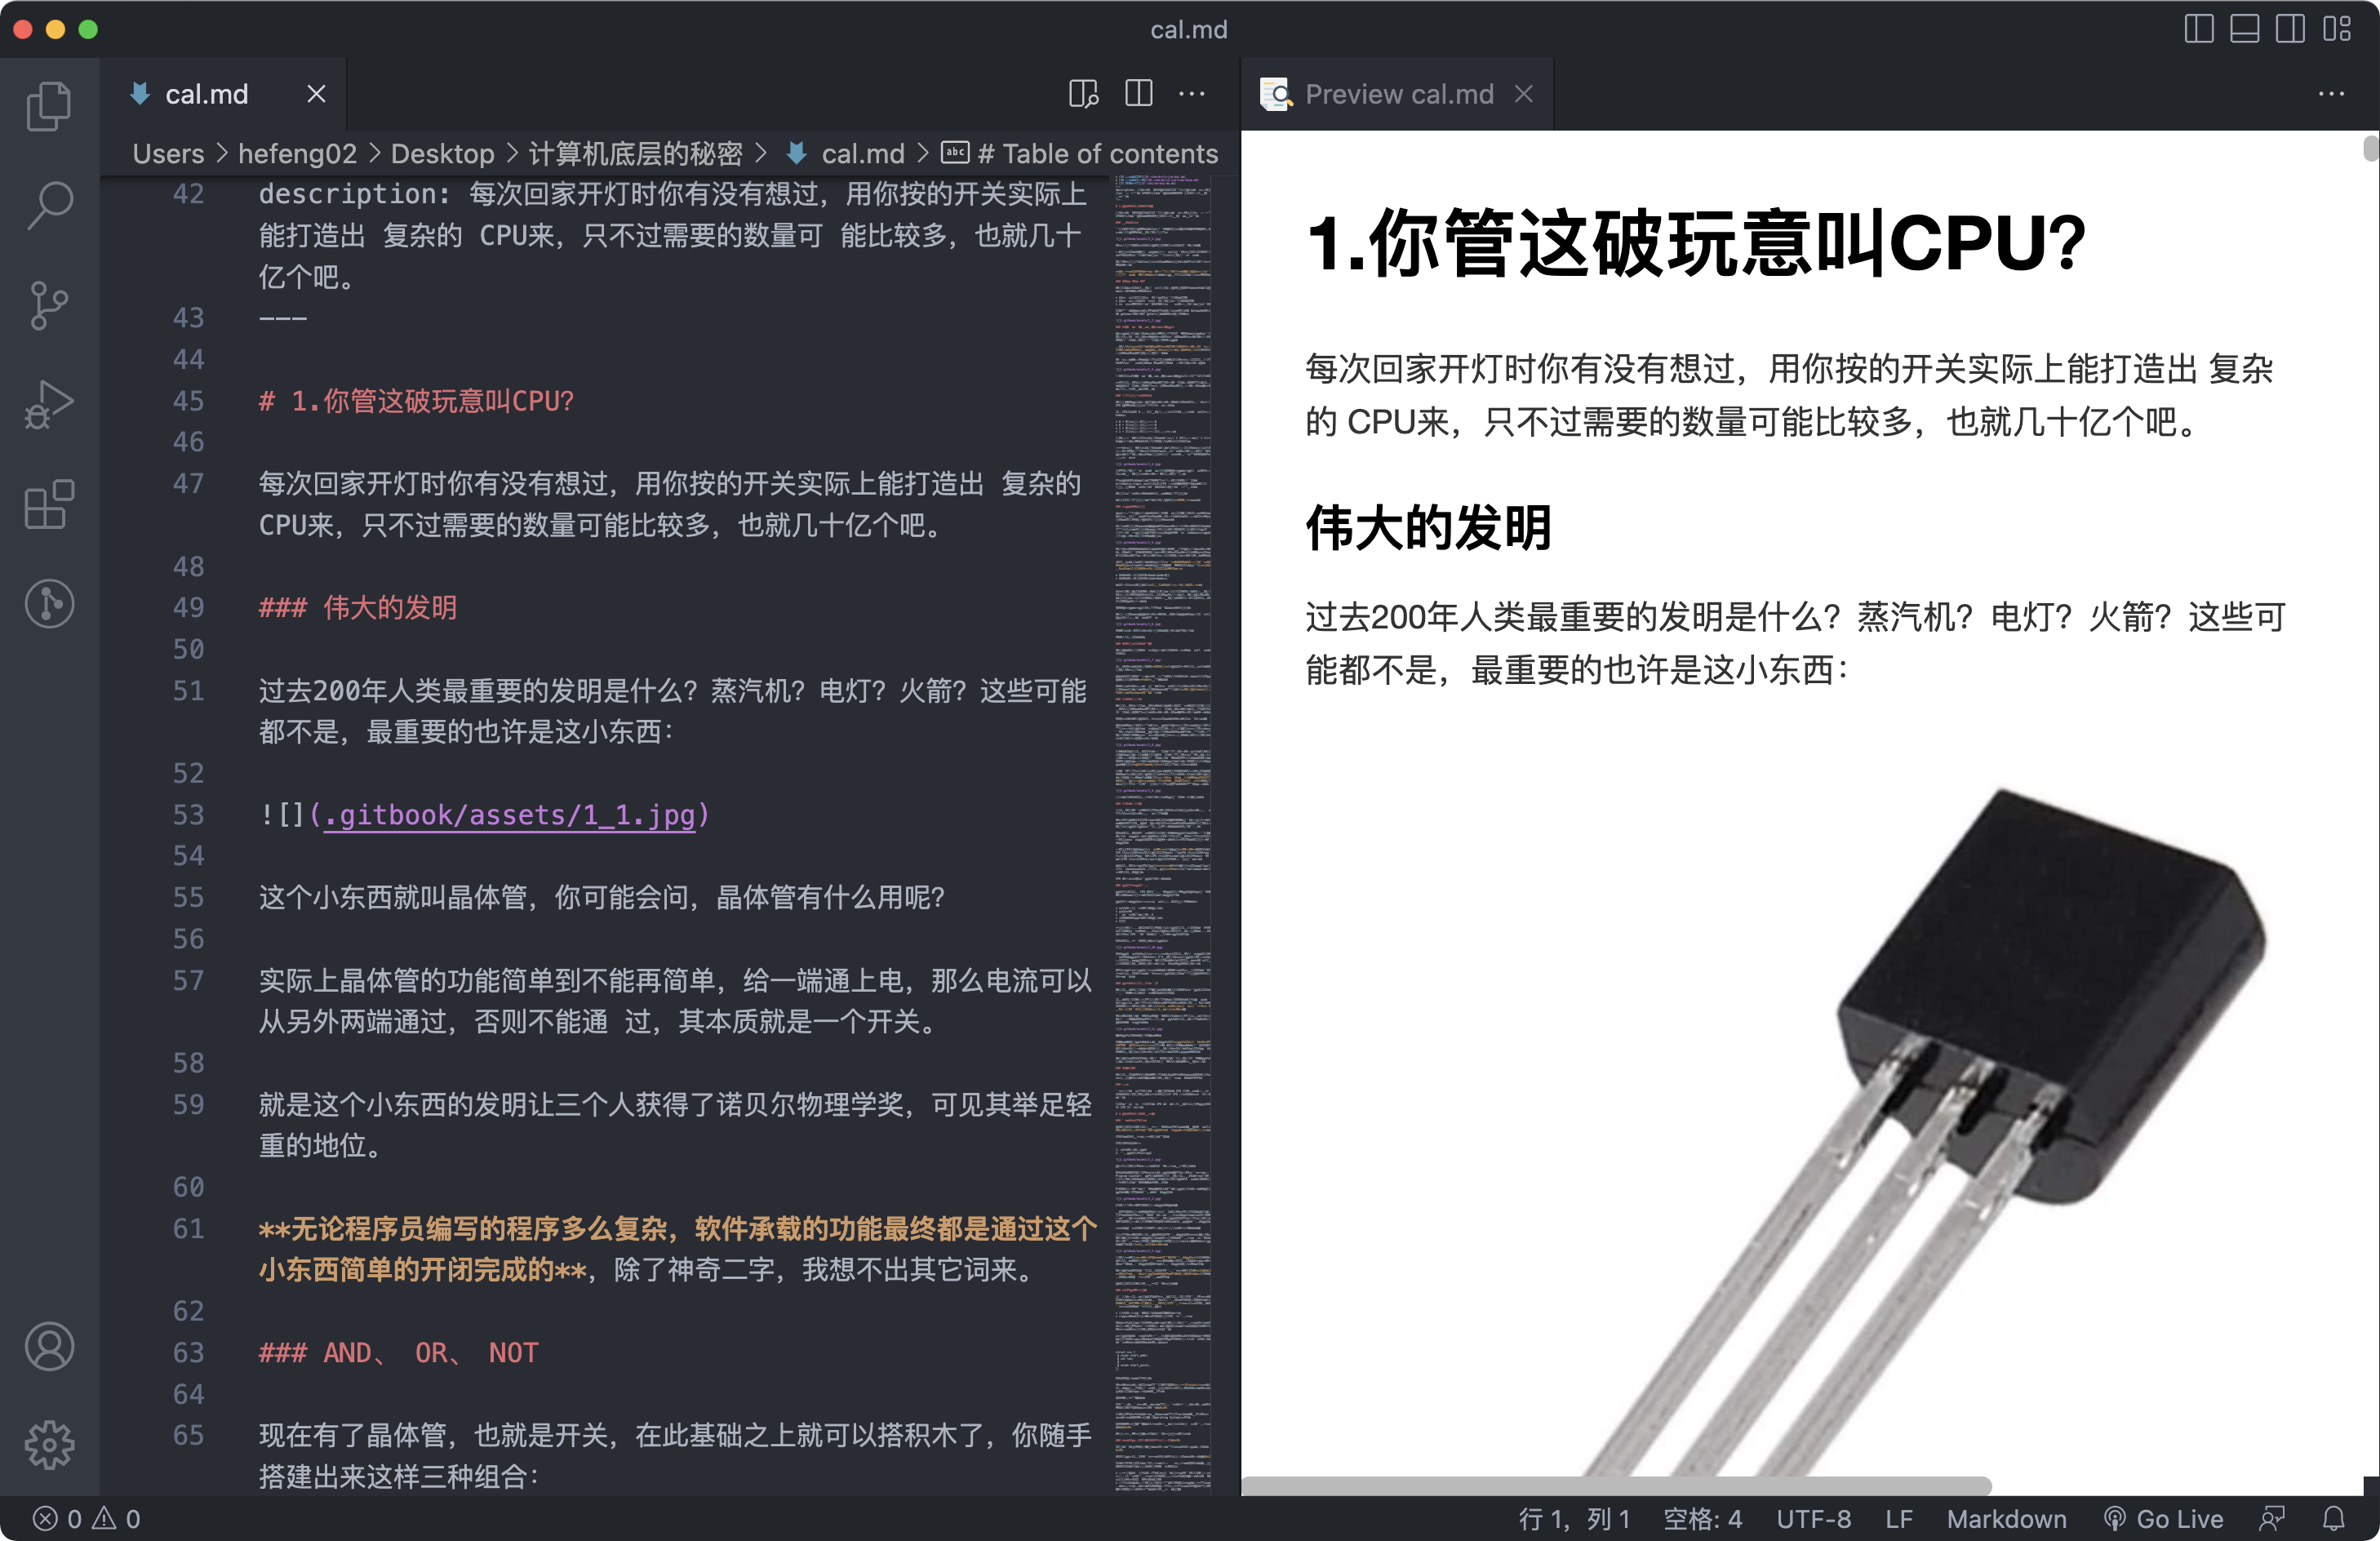 cal.md
cal.md
Preview cal.md
Users > hefeng02 > Desktop > 计算机底层的秘密 > cal.md > # Table of contents
42 description: 每次回家开灯时你有没有想过，用你按的开关实际上
能打造出 复杂的 CPU来，只不过需要的数量可 能比较多，也就几十
亿个吧。
43 ---
44
45 # 1.你管这破玩意叫CPU？
46
47 每次回家开灯时你有没有想过，用你按的开关实际上能打造出 复杂的
CPU来，只不过需要的数量可能比较多，也就几十亿个吧。
48
49 ### 伟大的发明
50
51 过去200年人类最重要的发明是什么？蒸汽机？电灯？火箭？这些可能
都不是，最重要的也许是这小东西：
52
53 ![](.gitbook/assets/1_1.jpg)
54
55 这个小东西就叫晶体管，你可能会问，晶体管有什么用呢？
56
57 实际上晶体管的功能简单到不能再简单，给一端通上电，那么电流可以
从另外两端通过，否则不能通 过，其本质就是一个开关。
58
59 就是这个小东西的发明让三个人获得了诺贝尔物理学奖，可见其举足轻
重的地位。
60
61 **无论程序员编写的程序多么复杂，软件承载的功能最终都是通过这个
小东西简单的开闭完成的**，除了神奇二字，我想不出其它词来。
62
63 ### AND、 OR、 NOT
64
65 现在有了晶体管，也就是开关，在此基础之上就可以搭积木了，你随手
搭建出来这样三种组合：
1.你管这破玩意叫CPU？
每次回家开灯时你有没有想过，用你按的开关实际上能打造出 复杂
的 CPU来，只不过需要的数量可能比较多，也就几十亿个吧。
伟大的发明
过去200年人类最重要的发明是什么？蒸汽机？电灯？火箭？这些可
能都不是，最重要的也许是这小东西：
0 0
行 1，列 1 空格: 4 UTF-8 LF Markdown Go Live